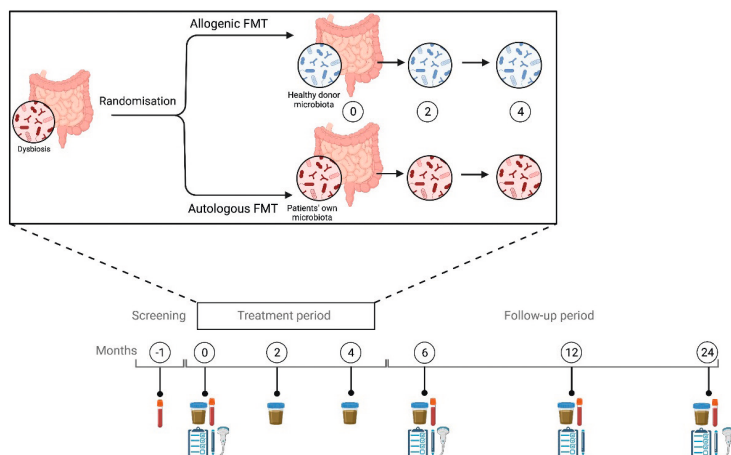 Allogenic FMT
Healthy donor
microbiota
Randomisation
0
2
4
Dysbiosis
Autologous FMT
Patients' own
microbiota
Screening
Treatment period
Follow-up period
Months
-1
0
2
4
6
12
24